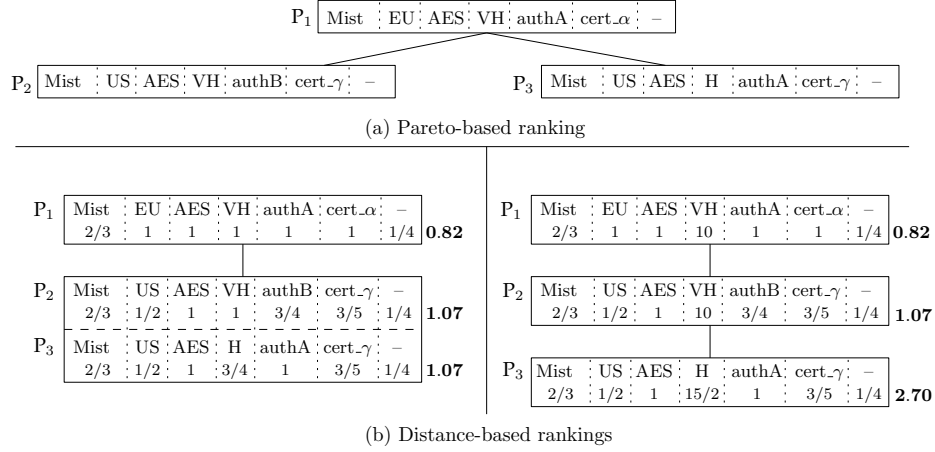 P1 Mist EU AES VH authA cert_α –
P2 Mist US AES VH authB cert_γ –
P3 Mist US AES H authA cert_γ –
(a) Pareto-based ranking
P1 Mist EU AES VH authA cert_α –
2/3 1 1 1 1 1 1/4 0.82
P2 Mist US AES VH authB cert_γ –
2/3 1/2 1 1 3/4 3/5 1/4 1.07
P3 Mist US AES H authA cert_γ –
2/3 1/2 1 3/4 1 3/5 1/4 1.07
P1 Mist EU AES VH authA cert_α –
2/3 1 1 10 1 1 1/4 0.82
P2 Mist US AES VH authB cert_γ –
2/3 1/2 1 10 3/4 3/5 1/4 1.07
P3 Mist US AES H authA cert_γ –
2/3 1/2 1 15/2 1 3/5 1/4 2.70
(b) Distance-based rankings